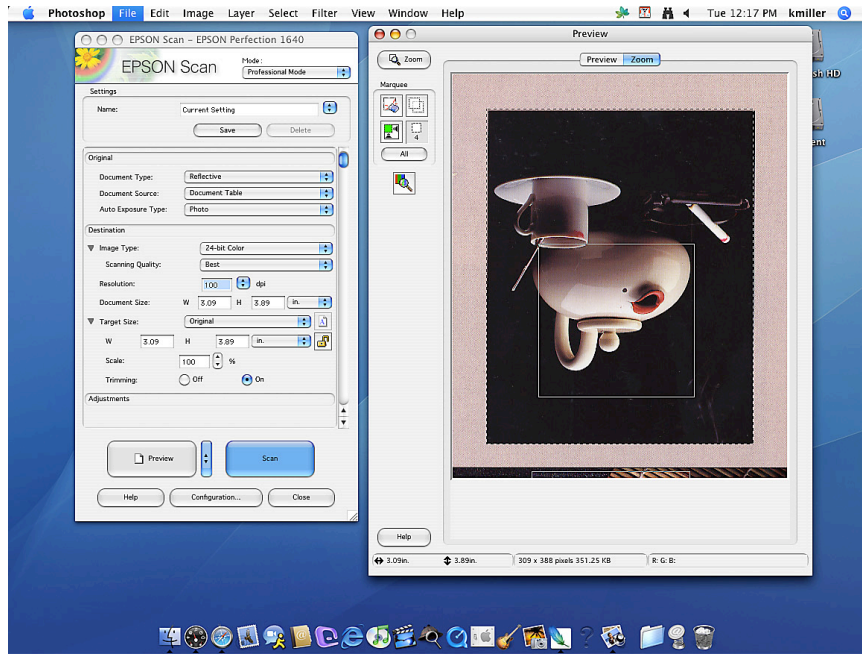 Photoshop File Edit Image Layer Select Filter View Window Help Tue 12:17 PM kmiller
EPSON Scan - EPSON Perfection 1640
EPSON Scan
Mode:
Professional Mode
Settings
Name: Current Setting
Save Delete
Original
Document Type: Reflective
Document Source: Document Table
Auto Exposure Type: Photo
Destination
Image Type: 24-bit Color
Scanning Quality: Best
Resolution: 100 dpi
Document Size: W 3.09 H 3.89 in.
Target Size: Original
W 3.09 H 3.89 in.
Scale: 100 %
Trimming: Off On
Adjustments
Preview Scan
Help Configuration... Close
Preview
Zoom
Preview Zoom
Marquee
4
All
Help
3.09in. 3.89in. 309 x 388 pixels 351.25 KB R: G: B:
sh HD
ent